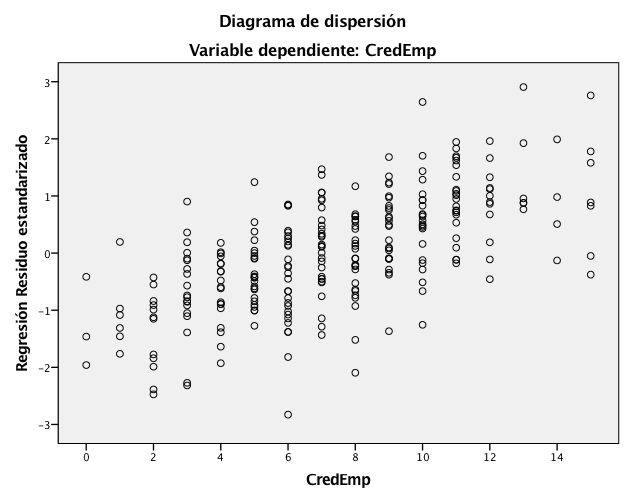 Diagrama de dispersión
Variable dependiente: CredEmp
Regresión Residuo estandarizado
3
2
1
0
-1
-2
-3
0 2 4 6 8 10 12 14
CredEmp